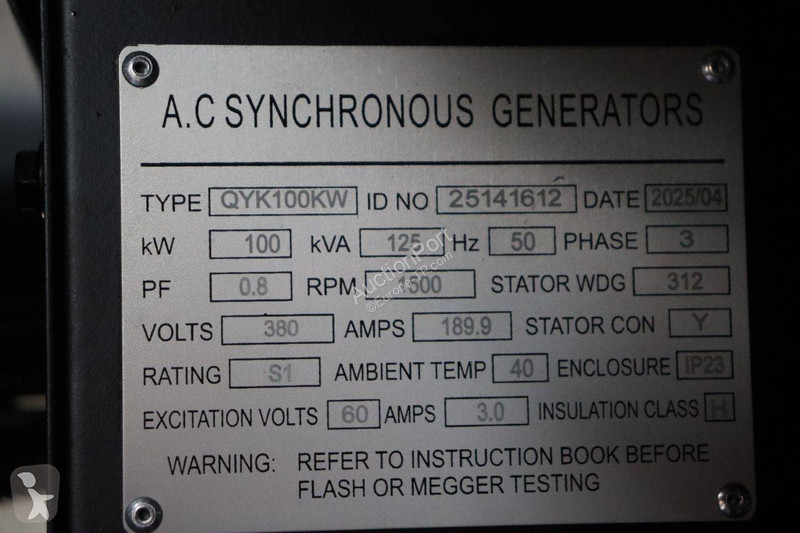 A.C SYNCHRONOUS GENERATORS
TYPE QYK100KW ID NO 25141612 DATE 2025/04
kW 100 kVA 125 Hz 50 PHASE 3
PF 0.8 RPM 1500 STATOR WDG 312
VOLTS 380 AMPS 189.9 STATOR CON Y
RATING S1 AMBIENT TEMP 40 ENCLOSURE IP23
EXCITATION VOLTS 60 AMPS 3.0 INSULATION CLASS H
WARNING: REFER TO INSTRUCTION BOOK BEFORE
FLASH OR MEGGER TESTING
AuctionPort